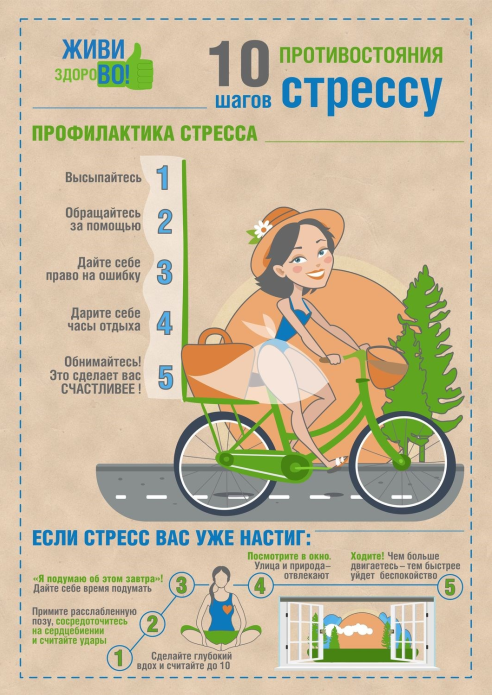 ЖИВИ
ЗДОРОВО!
10
ПРОТИВОСТОЯНИЯ
шагов
стрессу
ПРОФИЛАКТИКА СТРЕССА
Высыпайтесь
1
Обращайтесь
за помощью
2
Дайте себе
право на ошибку
3
Дарите себе
часы отдыха
4
Обнимайтесь!
Это сделает вас
СЧАСТЛИВЕЕ !
5
ЕСЛИ СТРЕСС ВАС УЖЕ НАСТИГ:
1
Сделайте глубокий
вдох и считайте до 10
2
Примите расслабленную
позу, сосредоточитесь
на сердцебиении
и считайте удары
3
«Я подумаю об этом завтра»!
Дайте себе время подумать
4
Посмотрите в окно.
Улица и природа–
отвлекают
5
Ходите! Чем больше
двигаетесь – тем быстрее
уйдет беспокойство